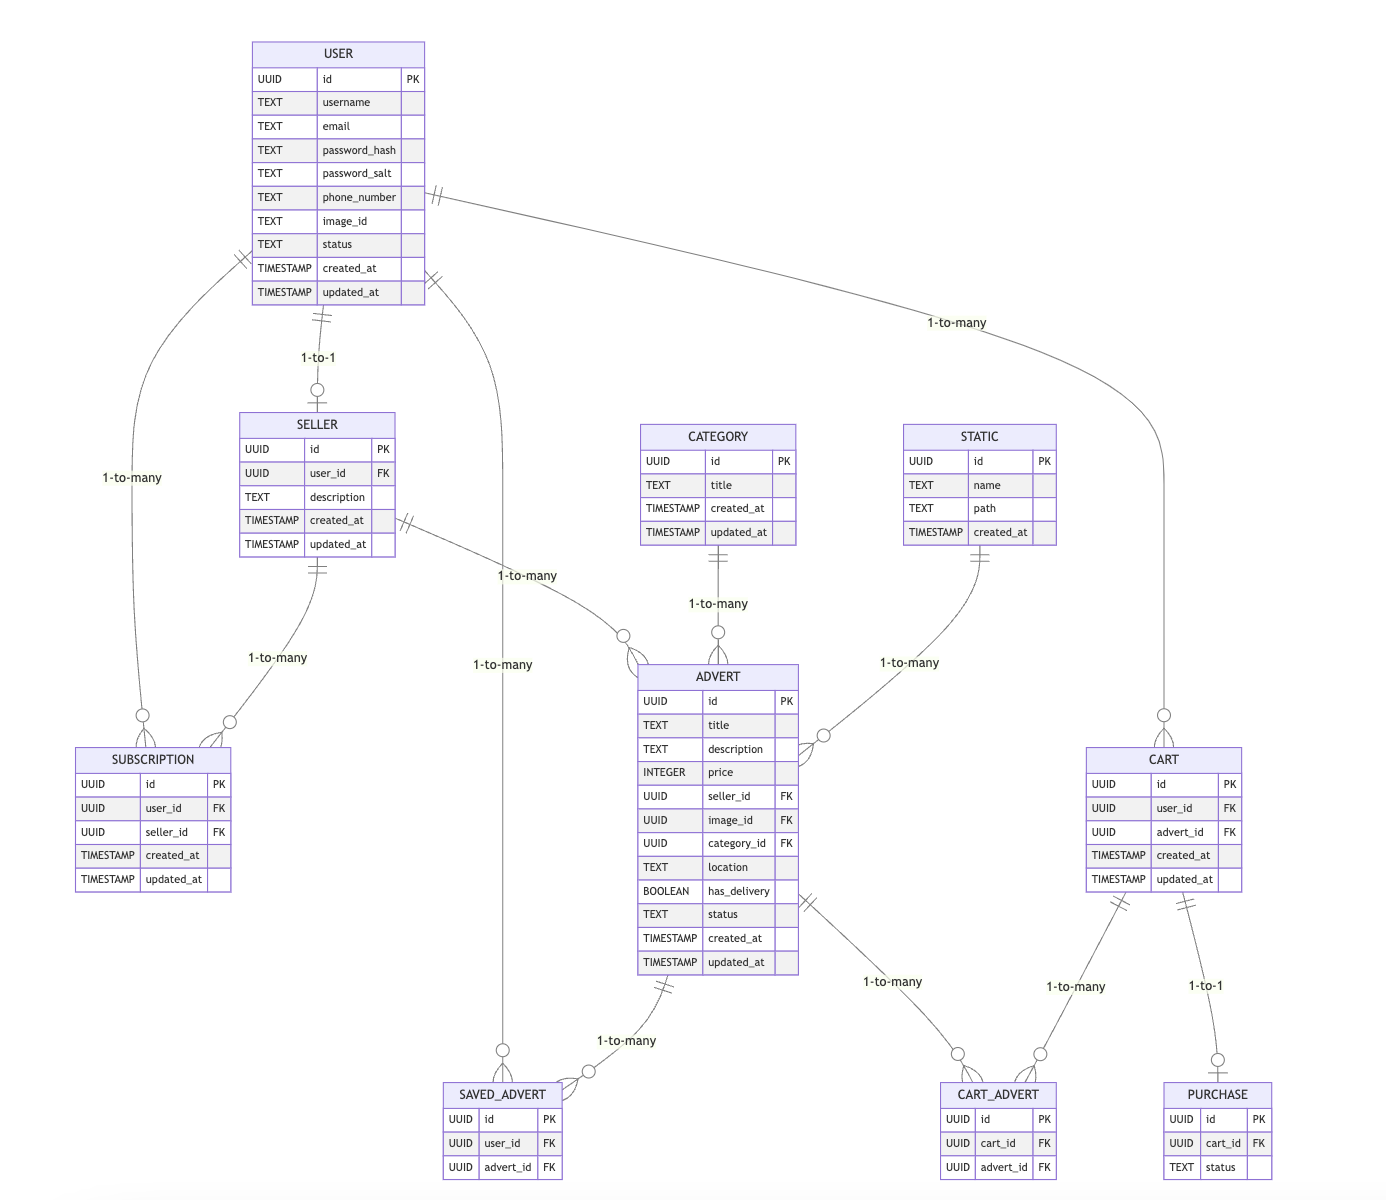 USER
UUID id PK
TEXT username
TEXT email
TEXT password_hash
TEXT password_salt
TEXT phone_number
TEXT image_id
TEXT status
TIMESTAMP created_at
TIMESTAMP updated_at
1-to-many
1-to-1
SELLER
UUID id PK
UUID user_id FK
TEXT description
TIMESTAMP created_at
TIMESTAMP updated_at
CATEGORY
UUID id PK
TEXT title
TIMESTAMP created_at
TIMESTAMP updated_at
STATIC
UUID id PK
TEXT name
TEXT path
TIMESTAMP created_at
1-to-many
1-to-many
1-to-many
1-to-many
1-to-many
1-to-many
SUBSCRIPTION
UUID id PK
UUID user_id FK
UUID seller_id FK
TIMESTAMP created_at
TIMESTAMP updated_at
ADVERT
UUID id PK
TEXT title
TEXT description
INTEGER price
UUID seller_id FK
UUID image_id FK
UUID category_id FK
TEXT location
BOOLEAN has_delivery
TEXT status
TIMESTAMP created_at
TIMESTAMP updated_at
CART
UUID id PK
UUID user_id FK
UUID advert_id FK
TIMESTAMP created_at
TIMESTAMP updated_at
1-to-many
1-to-many
1-to-1
1-to-many
SAVED_ADVERT
UUID id PK
UUID user_id FK
UUID advert_id FK
CART_ADVERT
UUID id PK
UUID cart_id FK
UUID advert_id FK
PURCHASE
UUID id PK
UUID cart_id FK
TEXT status